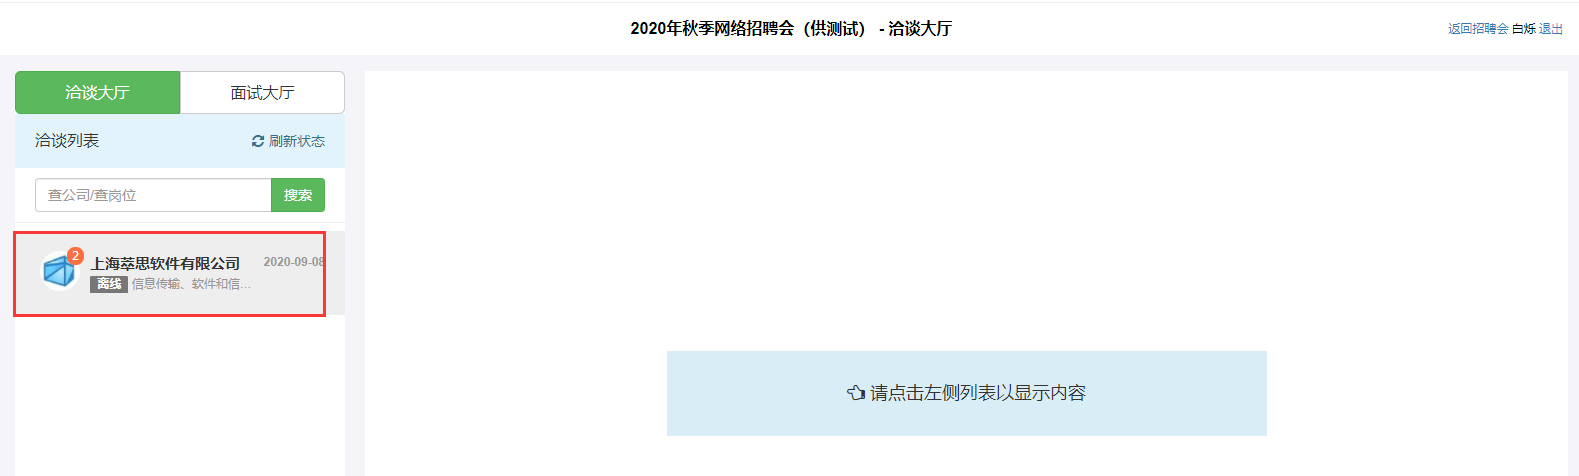 2020年秋季网络招聘会（供测试） - 洽谈大厅
返回招聘会 白烁 退出
洽谈大厅 面试大厅
洽谈列表 刷新状态
查公司/查岗位 搜索
2
上海萃思软件有限公司 2020-09-08
离线 信息传输、软件和信...
请点击左侧列表以显示内容